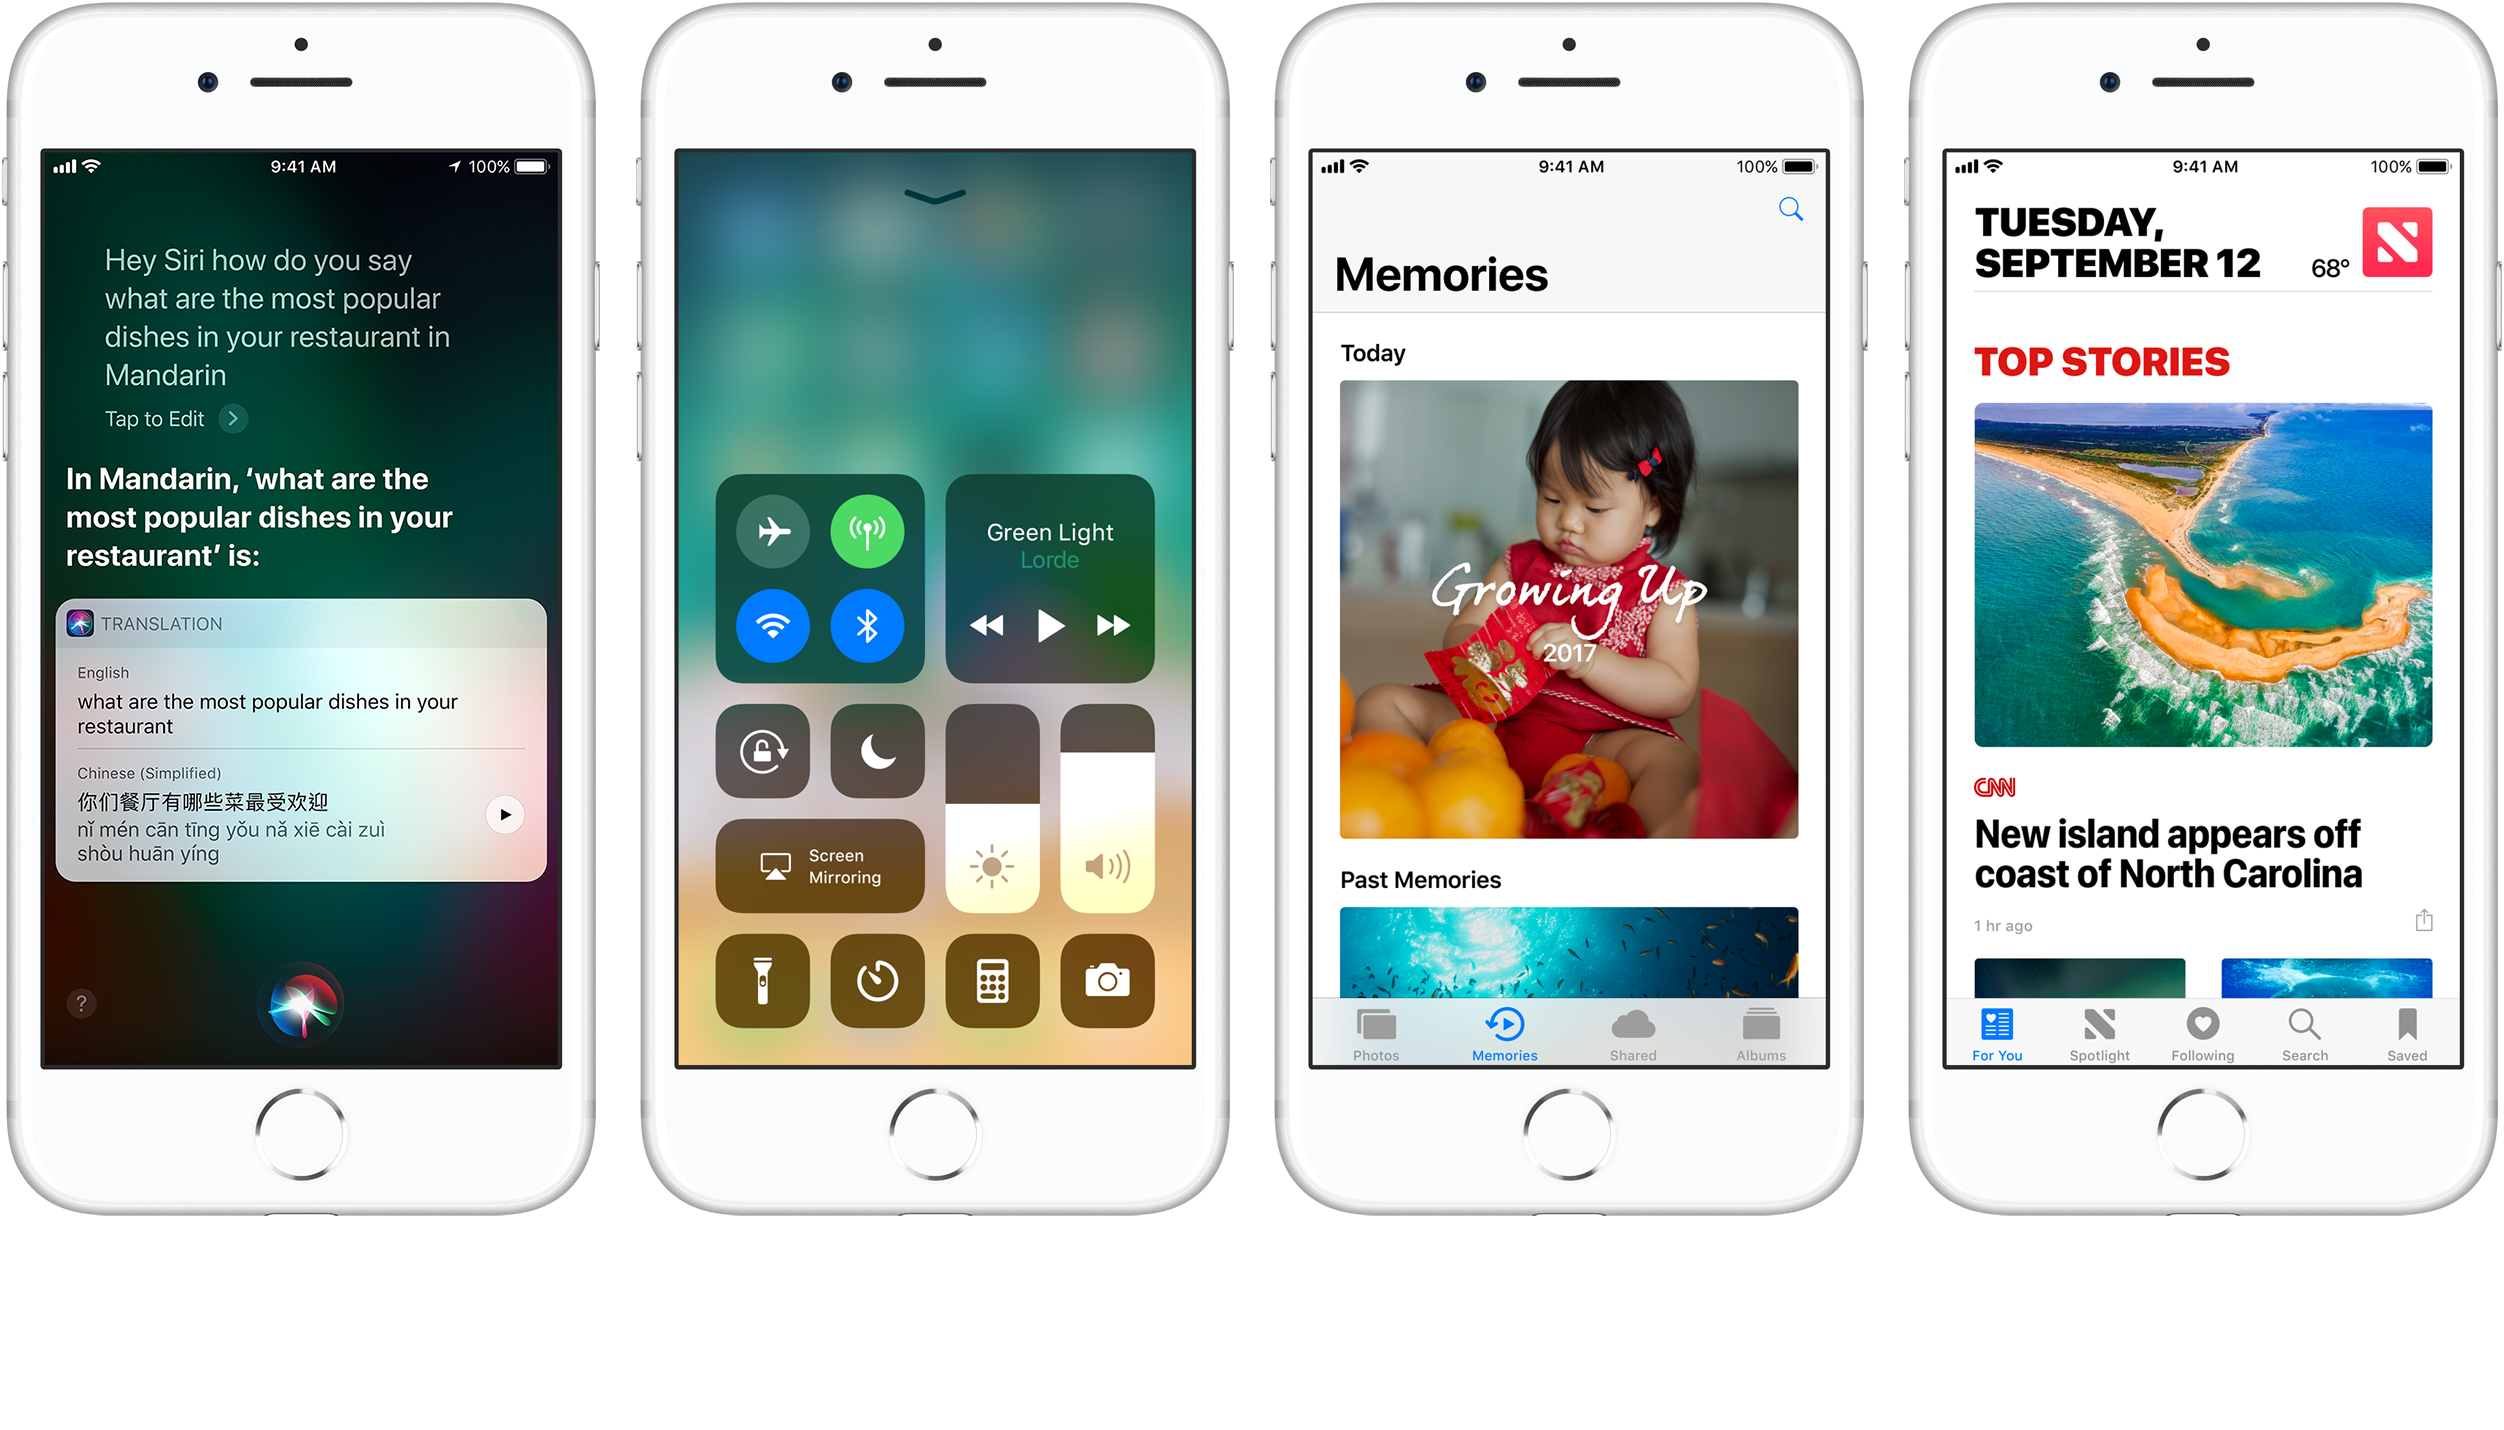 9:41 AM
100%
Hey Siri how do you say
what are the most popular
dishes in your restaurant in
Mandarin
Tap to Edit
In Mandarin, ‘what are the
most popular dishes in your
restaurant’ is:
TRANSLATION
English
what are the most popular dishes in your
restaurant
Chinese (Simplified)
你们餐厅有哪些菜最受欢迎
nǐ mén cān tīng yǒu nǎ xiē cài zuì
shòu huān yíng
?
Green Light
Lorde
Screen
Mirroring
9:41 AM
100%
Memories
Today
Growing Up
2017
Past Memories
Photos
Memories
Shared
Albums
9:41 AM
100%
TUESDAY,
SEPTEMBER 12
68°
TOP STORIES
CNN
New island appears off
coast of North Carolina
1 hr ago
For You
Spotlight
Following
Search
Saved